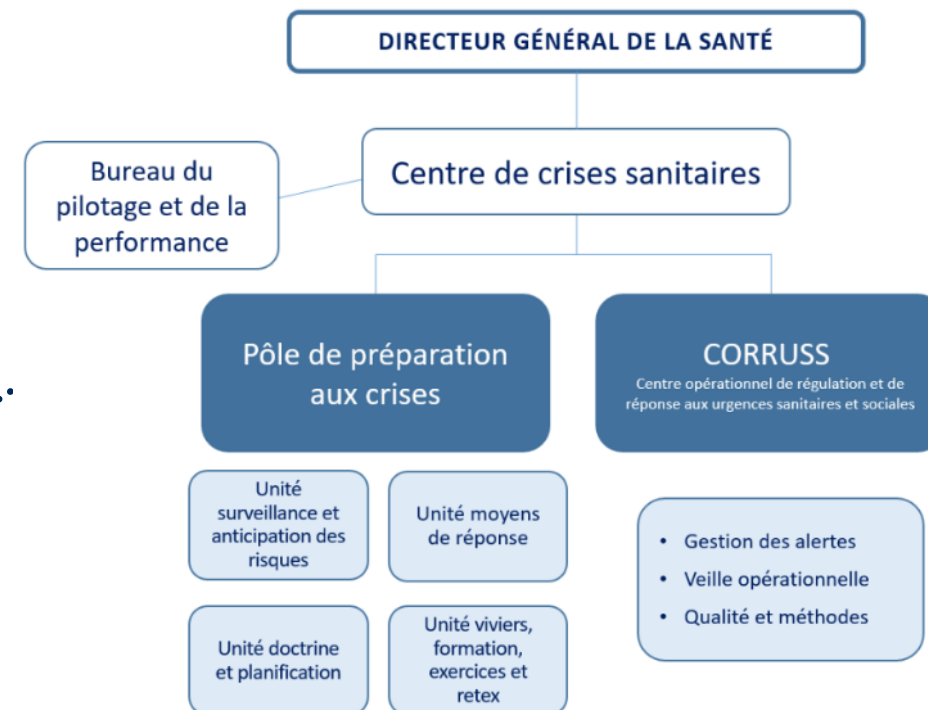 DIRECTEUR GÉNÉRAL DE LA SANTÉ
Bureau du
pilotage et de la
performance
Centre de crises sanitaires
Pôle de préparation
aux crises
CORRUSS
Centre opérationnel de régulation et de
réponse aux urgences sanitaires et sociales
Unité
surveillance et
anticipation des
risques
Unité moyens
de réponse
Unité doctrine
et planification
Unité viviers,
formation,
exercices et
retex
• Gestion des alertes
• Veille opérationnelle
• Qualité et méthodes